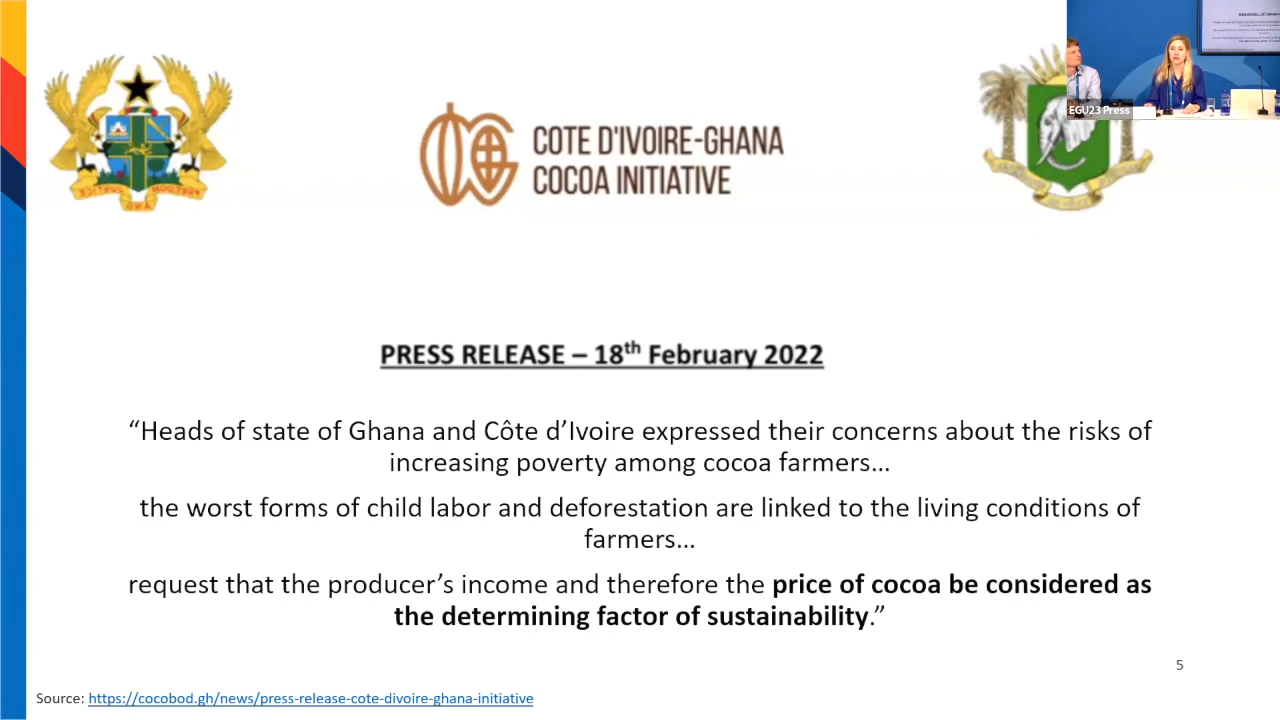 COTE D'IVOIRE-GHANA
COCOA INITIATIVE
FREEDOM
AND
JUSTICE
EGU23 Press
PRESS RELEASE – 18th February 2022
“Heads of state of Ghana and Côte d’Ivoire expressed their concerns about the risks of
increasing poverty among cocoa farmers…
the worst forms of child labor and deforestation are linked to the living conditions of
farmers…
request that the producer’s income and therefore the price of cocoa be considered as
the determining factor of sustainability.”
5
Source: https://cocobod.gh/news/press-release-cote-divoire-ghana-initiative